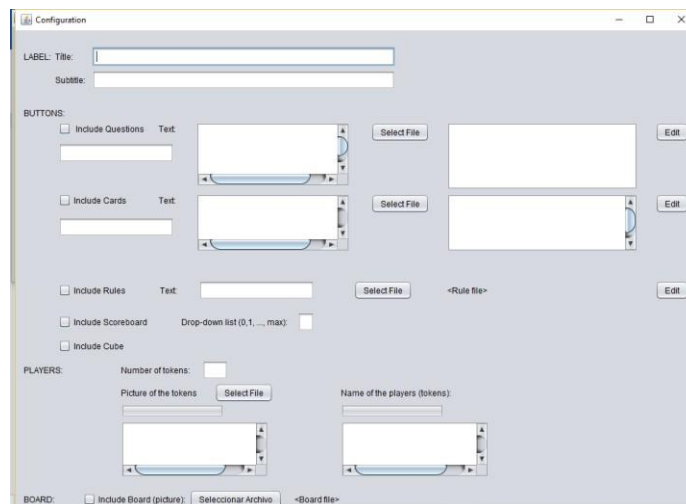 Configuration
LABEL: Title:
Subtitle:
BUTTONS:
Include Questions Text: Select File Edit
Include Cards Text: Select File Edit
Include Rules Text: Select File <Rule file> Edit
Include Scoreboard Drop-down list (0,1, ..., max):
Include Cube
PLAYERS: Number of tokens:
Picture of the tokens Select File Name of the players (tokens):
BOARD: Include Board (picture): Seleccionar Archivo <Board file>